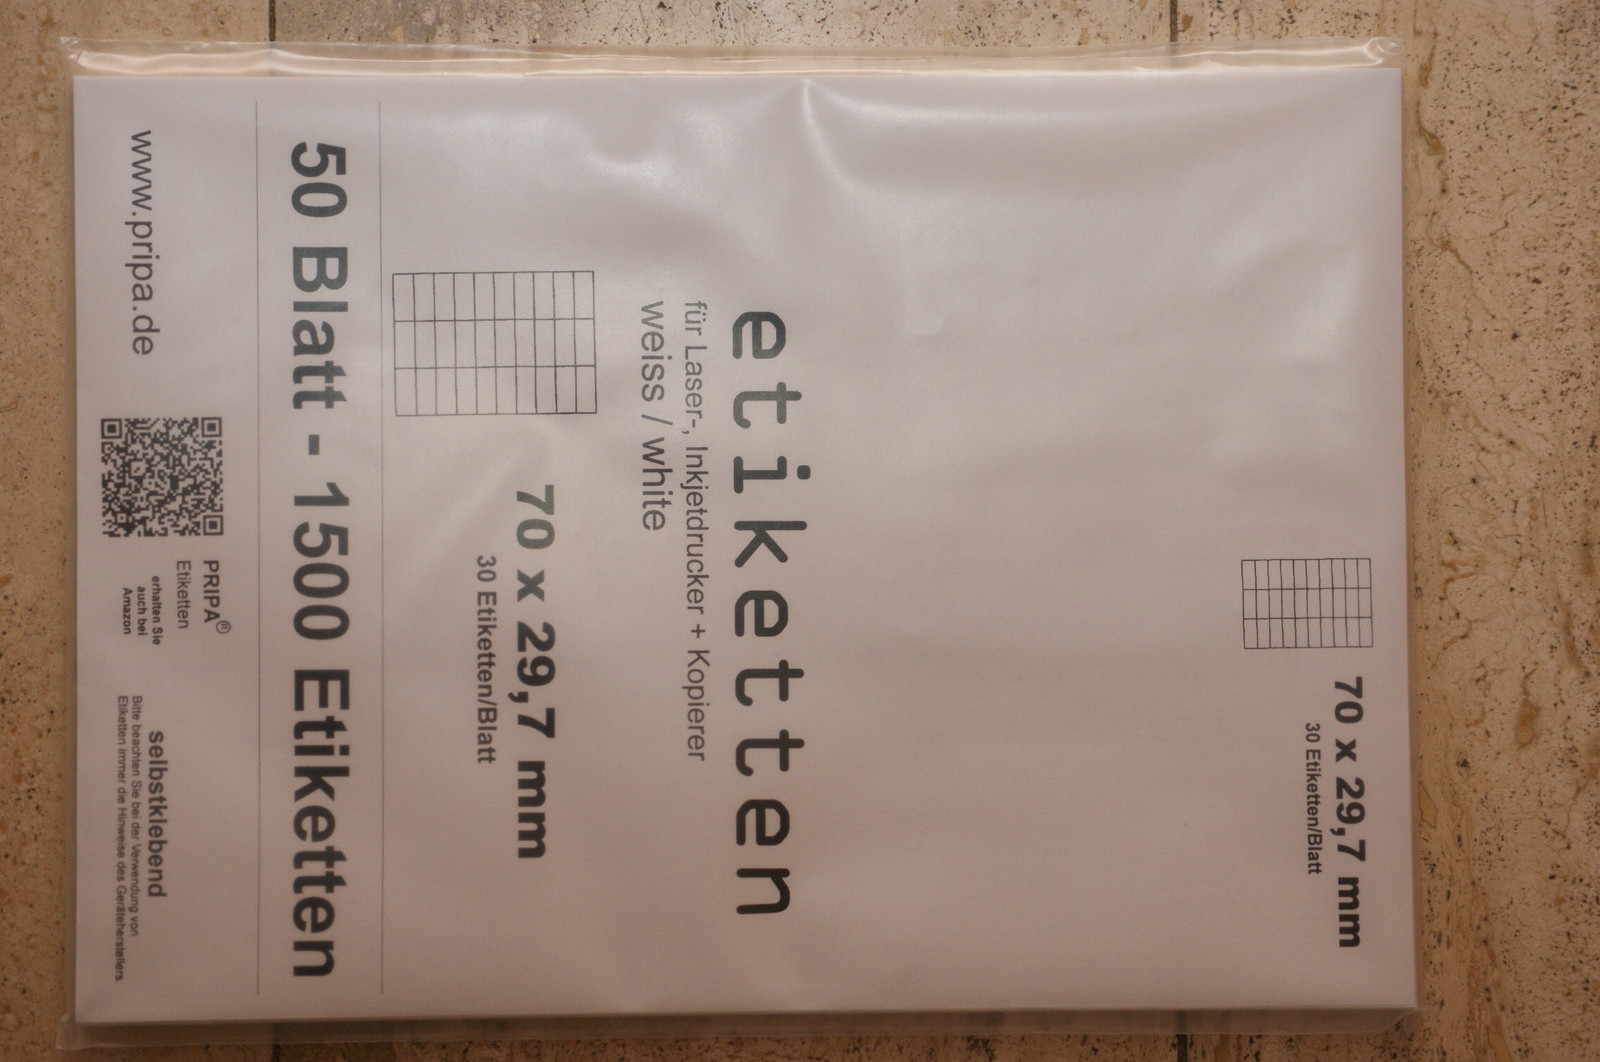 70 x 29,7 mm
30 Etiketten/Blatt
etiketten
für Laser-, Inkjetdrucker + Kopierer
weiss / white
70 x 29,7 mm
30 Etiketten/Blatt
50 Blatt - 1500 Etiketten
www.pripa.de
PRIPA®
Etiketten
erhalten Sie
auch bei
Amazon
selbstklebend
Bitte beachten Sie bei der Verwendung von
Etiketten immer die Hinweise des Geräteherstellers.